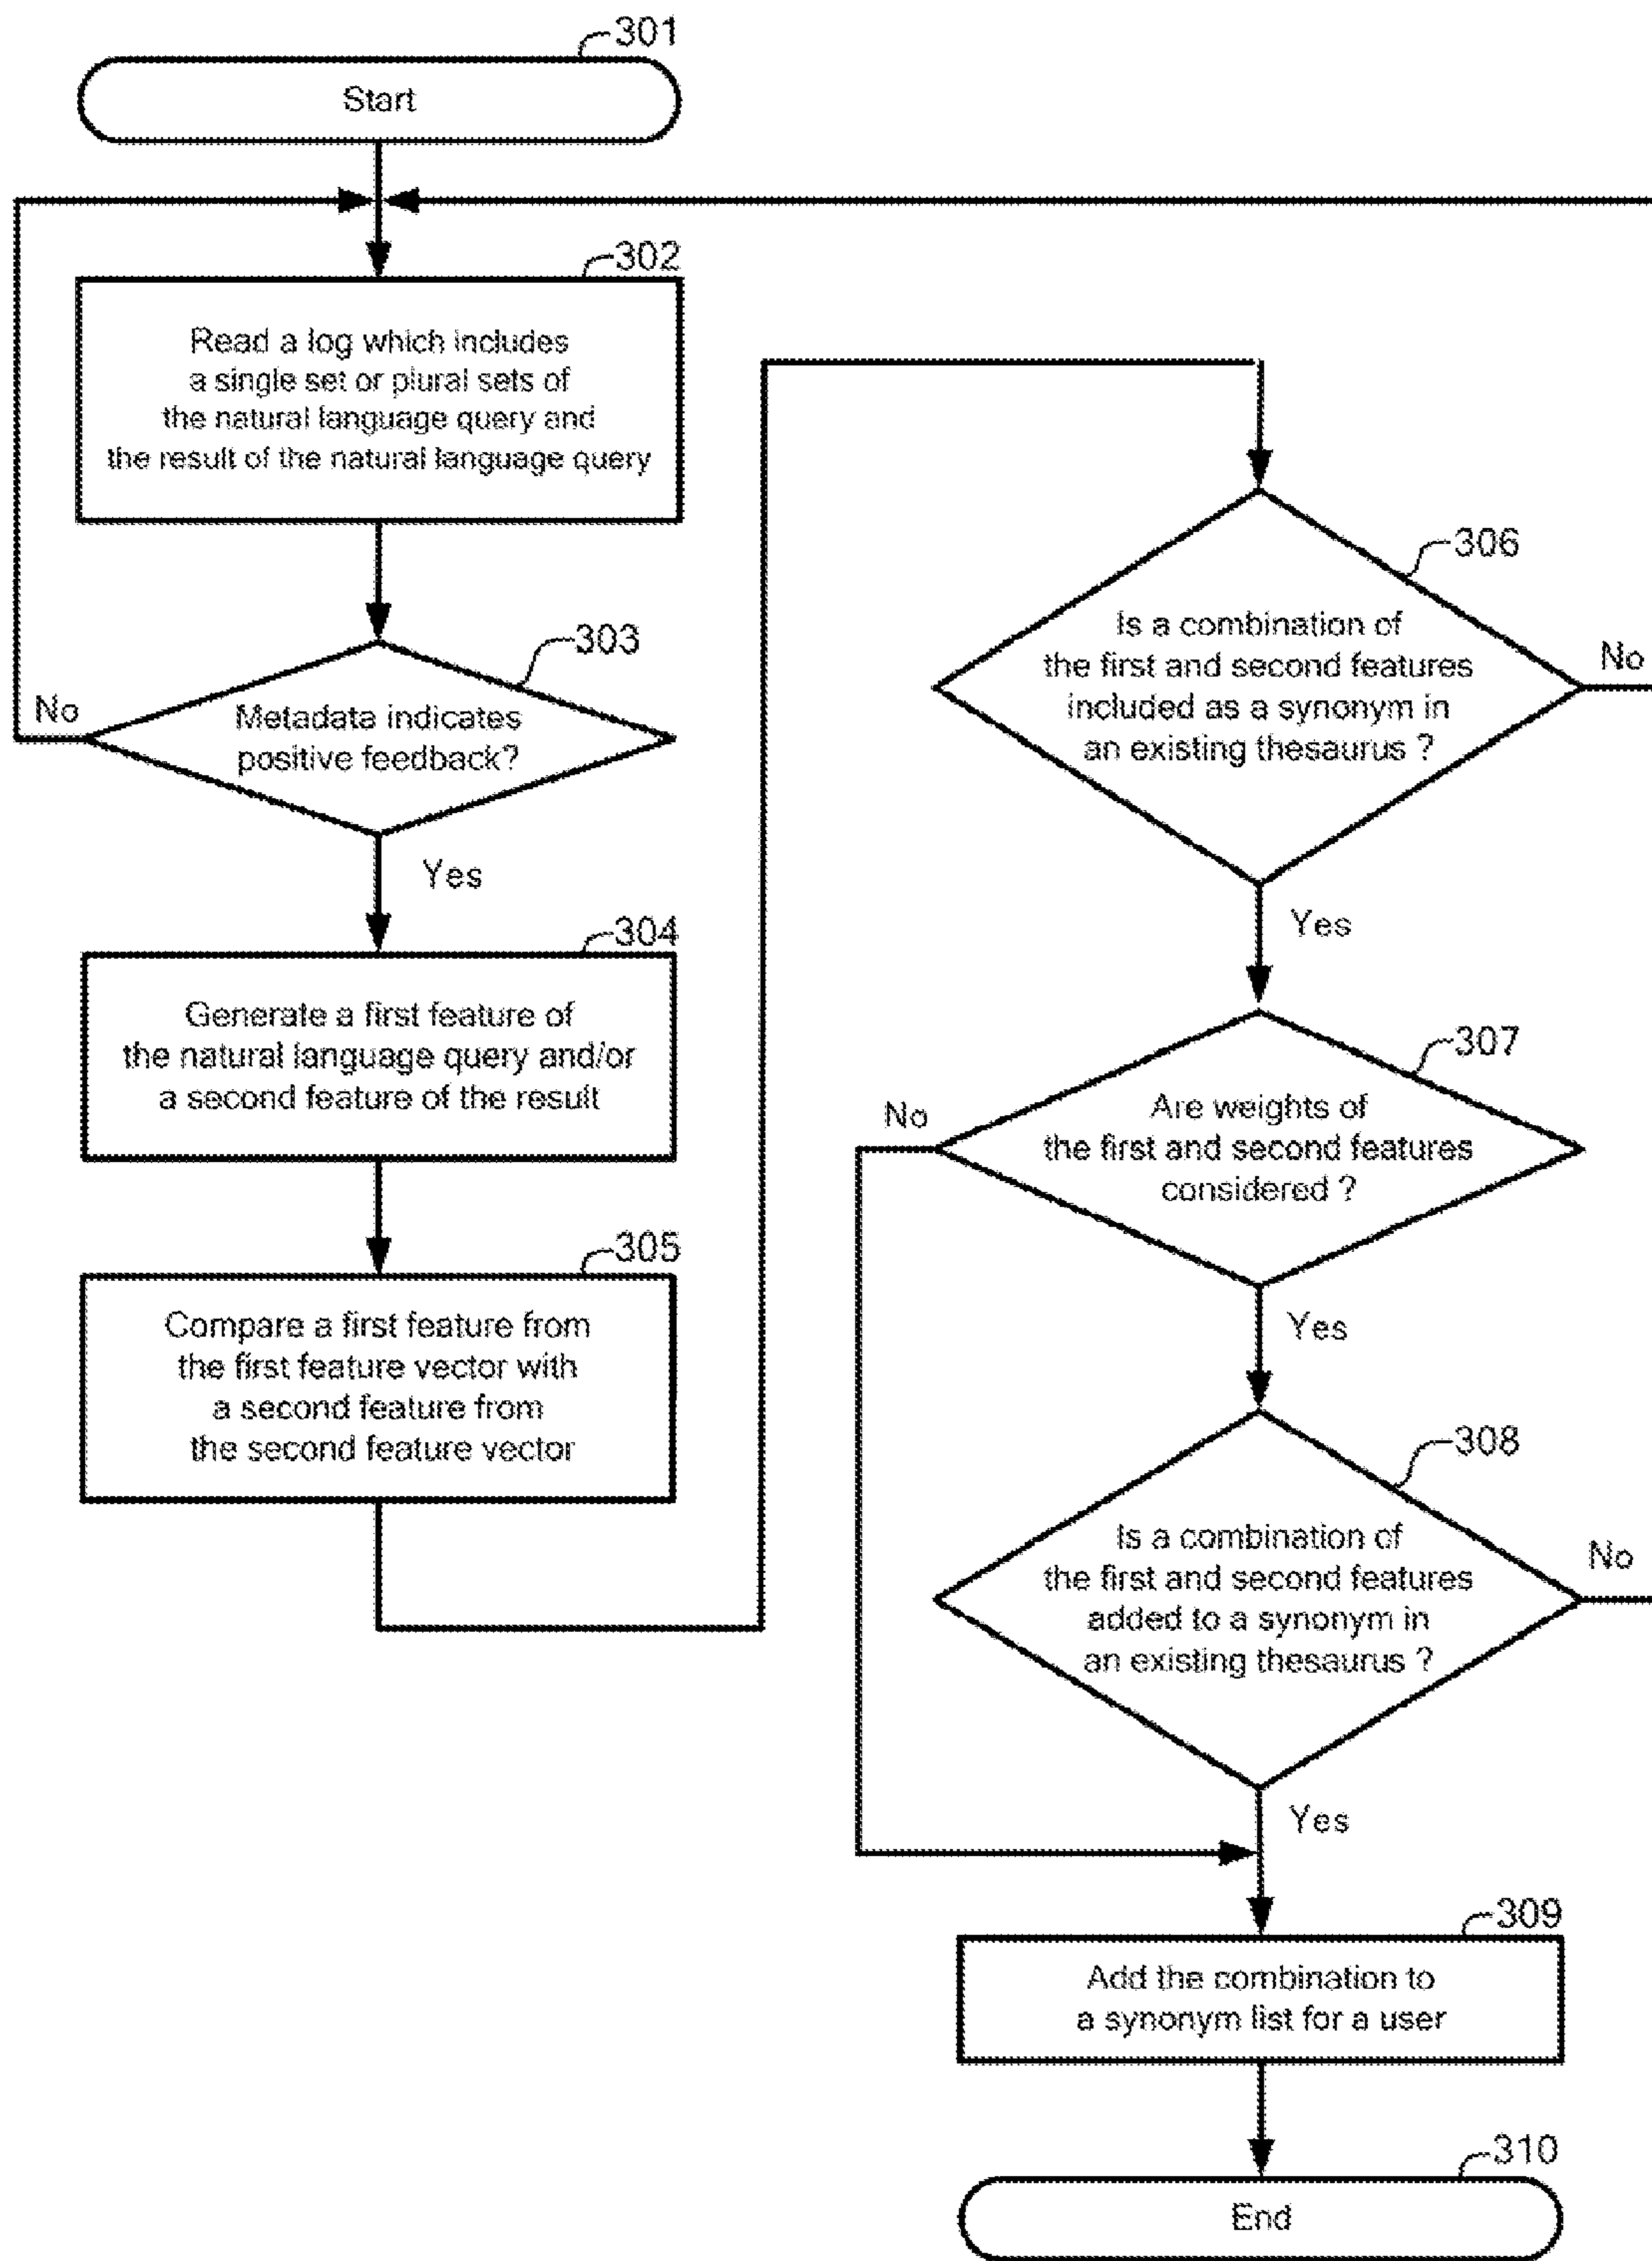 301
Start
302
Read a log which includes
a single set or plural sets of
the natural language query and
the result of the natural language query
303
No
Metadata indicates
positive feedback?
Yes
304
Generate a first feature of
the natural language query and/or
a second feature of the result
305
Compare a first feature from
the first feature vector with
a second feature from
the second feature vector
306
Is a combination of
the first and second features
included as a synonym in
an existing thesaurus ?
No
Yes
307
No
Are weights of
the first and second features
considered ?
Yes
308
Is a combination of
the first and second features
added to a synonym in
an existing thesaurus ?
No
Yes
309
Add the combination to
a synonym list for a user
310
End